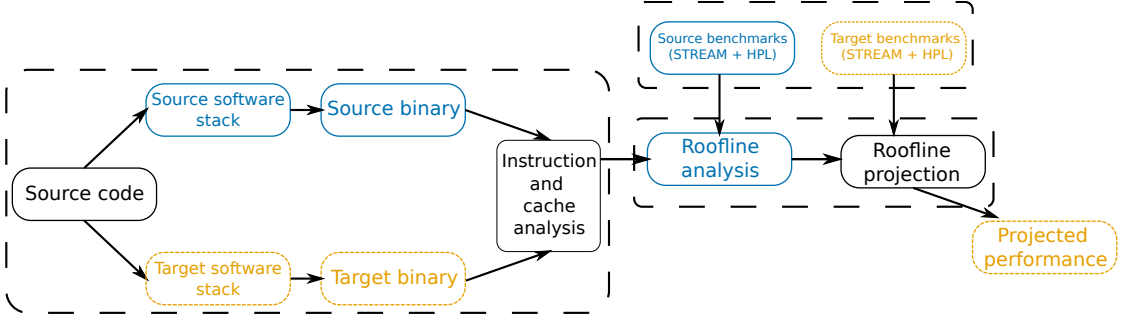 Source benchmarks
(STREAM + HPL)
Target benchmarks
(STREAM + HPL)
Source software
stack
Source binary
Source code
Instruction
and
cache
analysis
Roofline
analysis
Roofline
projection
Target software
stack
Target binary
Projected
performance